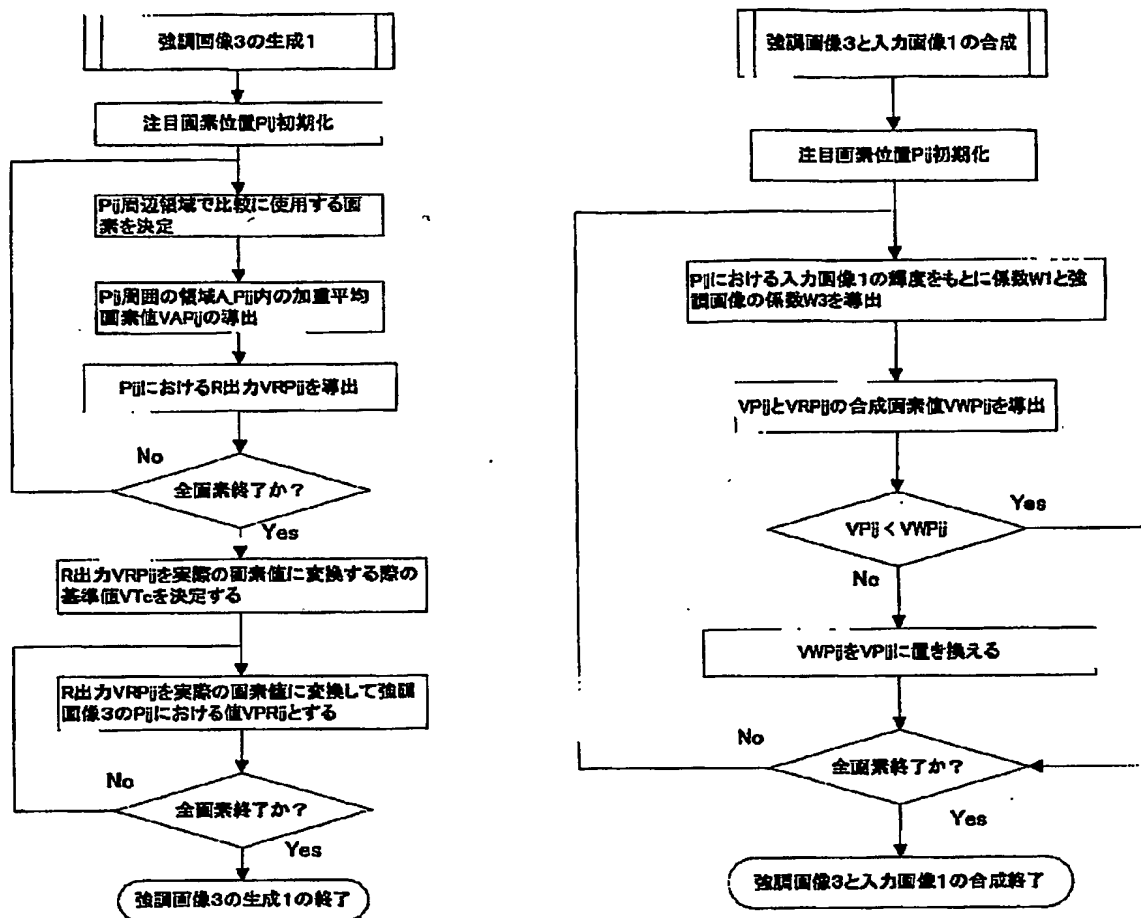 強調画像3の生成1
注目画素位置Pij初期化
Pij周辺領域で比較に使用する画
素を決定
Pij周囲の領域APij内の加重平均
画素値VAPijの導出
PijにおけるR出力VRPijを導出
No
全画素終了か?
Yes
R出力VRPijを実際の画素値に変換する際の
基準値VTcを決定する
R出力VRPijを実際の画素値に変換して強調
画像3のPijにおける値VPRijとする
No
全画素終了か?
Yes
強調画像3の生成1の終了
強調画像3と入力画像1の合成
注目画素位置Pij初期化
Pijにおける入力画像1の輝度をもとに係数W1と強
調画像の係数W3を導出
VPijとVRPijの合成画素値VWPijを導出
Yes
VPij<VWPij
No
VWPijをVPijに置き換える
No
全画素終了か?
Yes
強調画像3と入力画像1の合成終了